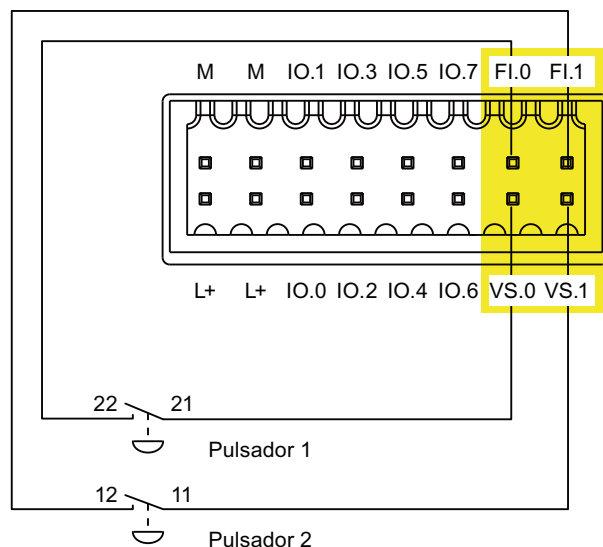 M M IO.1 IO.3 IO.5 IO.7 FI.0 FI.1
L+ L+ IO.0 IO.2 IO.4 IO.6 VS.0 VS.1
22 21
Pulsador 1
12 11
Pulsador 2